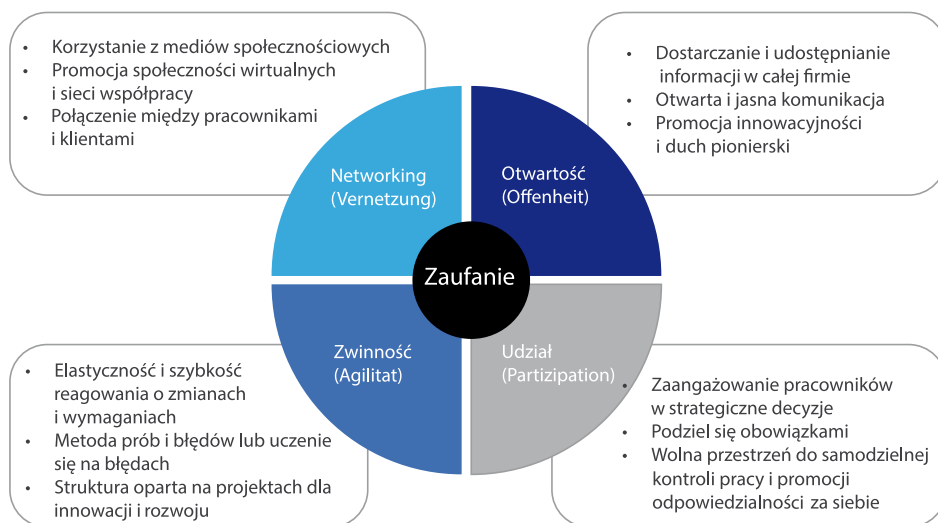 • Korzystanie z mediów społecznościowych
• Promocja społeczności wirtualnych
i sieci współpracy
• Połączenie między pracownikami
i klientami
• Dostarczanie i udostępnianie
informacji w całej firmie
• Otwarta i jasna komunikacja
• Promocja innowacyjności
i duch pionierski
Networking
(Vernetzung)
Otwartość
(Offenheit)
Zaufanie
Zwinność
(Agilitat)
Udział
(Partizipation)
• Elastyczność i szybkość
reagowania o zmianach
i wymaganiach
• Metoda prób i błędów lub uczenie
się na błędach
• Struktura oparta na projektach dla
innowacji i rozwoju
• Zaangażowanie pracowników
w strategiczne decyzje
• Podziel się obowiązkami
• Wolna przestrzeń do samodzielnej
kontroli pracy i promocji
odpowiedzialności za siebie